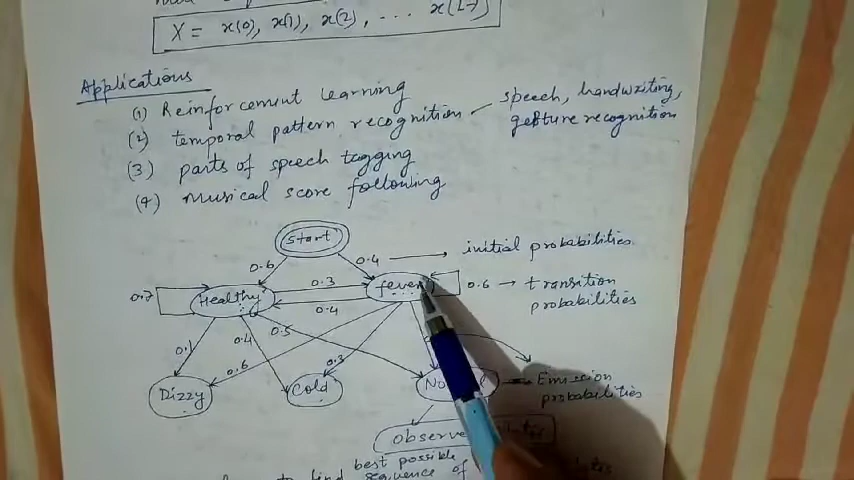 X = x(0), x(1), x(2), ...
Applications
(1) Reinforcement learning
(2) temporal pattern recognition – speech, handwriting,
gesture recognition
(3) parts of speech tagging
(4) Musical score following
Start
0.6
0.4
initial probabilities
0.7
Healthy
0.3
0.4
fever
0.6 → transition
probabilities
0.1
0.4
0.5
0.6
0.3
Dizzy
Cold
Emission
probabilities
best possible
sequence of